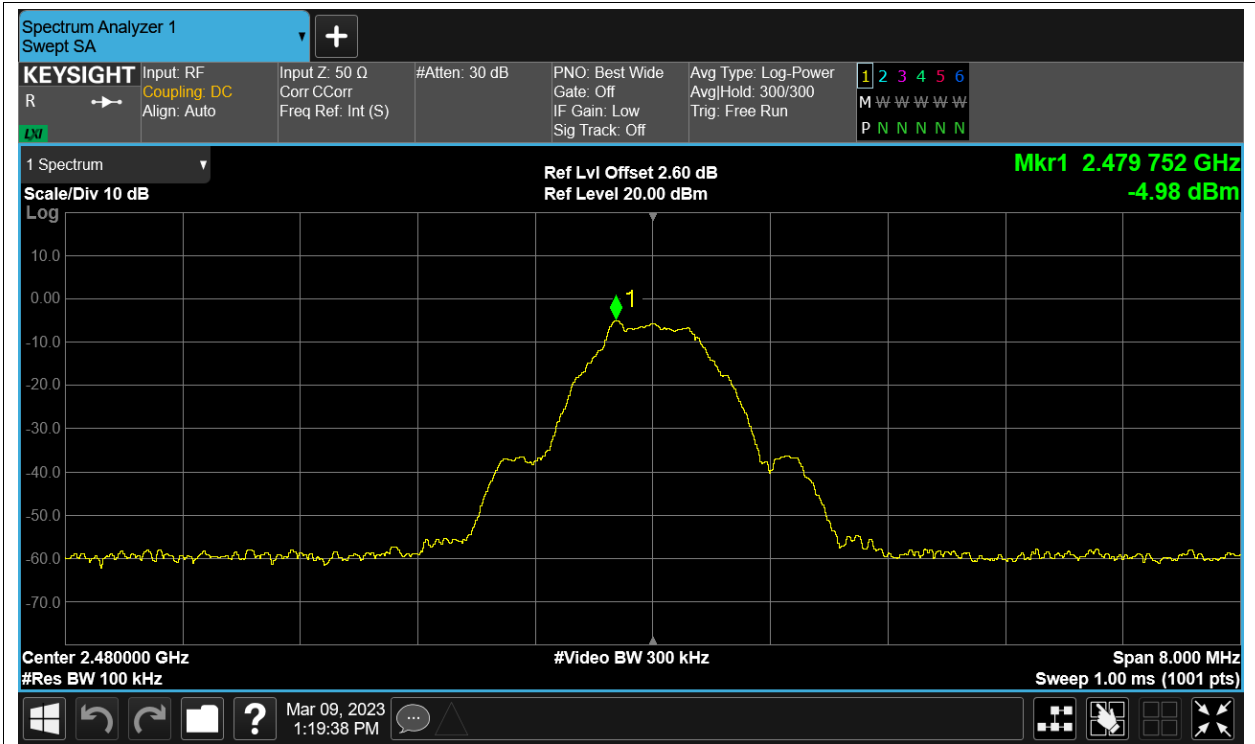 Spectrum Analyzer 1
Swept SA
+
KEYSIGHT
R
LXI
Input: RF
Coupling: DC
Align: Auto
Input Z: 50 Ω
Corr CCorr
Freq Ref: Int (S)
#Atten: 30 dB
PNO: Best Wide
Gate: Off
IF Gain: Low
Sig Track: Off
Avg Type: Log-Power
Avg|Hold: 300/300
Trig: Free Run
1 2 3 4 5 6
M W W W W W
P N N N N N
1 Spectrum
Scale/Div 10 dB
Log
Ref Lvl Offset 2.60 dB
Ref Level 20.00 dBm
Mkr1 2.479 752 GHz
-4.98 dBm
1
10.0
0.00
-10.0
-20.0
-30.0
-40.0
-50.0
-60.0
-70.0
Center 2.480000 GHz
#Res BW 100 kHz
#Video BW 300 kHz
Span 8.000 MHz
Sweep 1.00 ms (1001 pts)
?
Mar 09, 2023
1:19:38 PM